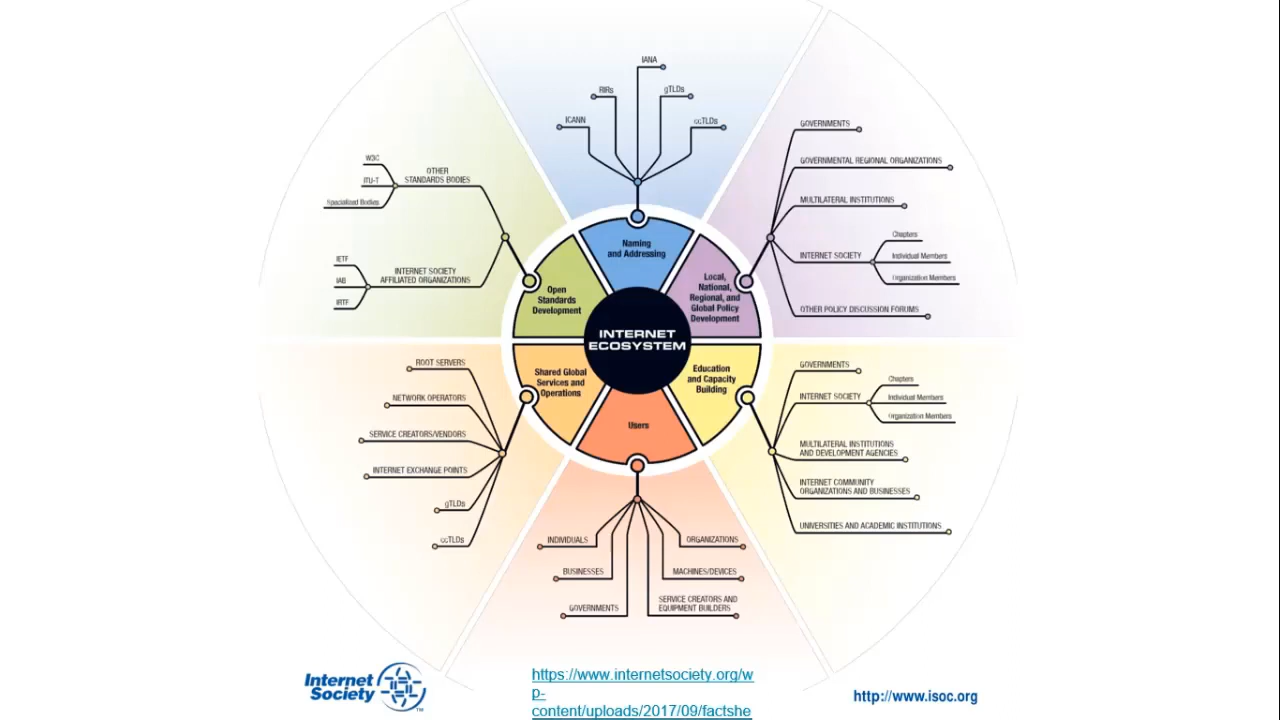 IANA
RIRs
gTLDs
ICANN
ccTLDs
GOVERNMENTS
GOVERNMENTAL REGIONAL ORGANIZATIONS
MULTILATERAL INSTITUTIONS
INTERNET SOCIETY
Chapters
Individual Members
Organization Members
OTHER POLICY DISCUSSION FORUMS
W3C
ITU-T
Specialized Bodies
OTHER
STANDARDS BODIES
IETF
IAB
IRTF
INTERNET SOCIETY
AFFILIATED ORGANIZATIONS
Naming
and Addressing
Local,
National,
Regional, and
Global Policy
Development
Open
Standards
Development
INTERNET
ECOSYSTEM
Shared Global
Services and
Operations
Education
and Capacity
Building
Users
ROOT SERVERS
NETWORK OPERATORS
SERVICE CREATORS/VENDORS
INTERNET EXCHANGE POINTS
gTLDs
ccTLDs
GOVERNMENTS
INTERNET SOCIETY
Chapters
Individual Members
Organization Members
MULTILATERAL INSTITUTIONS
AND DEVELOPMENT AGENCIES
INTERNET COMMUNITY
ORGANIZATIONS AND BUSINESSES
UNIVERSITIES AND ACADEMIC INSTITUTIONS
INDIVIDUALS
BUSINESSES
GOVERNMENTS
ORGANIZATIONS
MACHINES/DEVICES
SERVICE CREATORS AND
EQUIPMENT BUILDERS
Internet
Society
TM
https://www.internetsociety.org/w
p-
content/uploads/2017/09/factshe
http://www.isoc.org